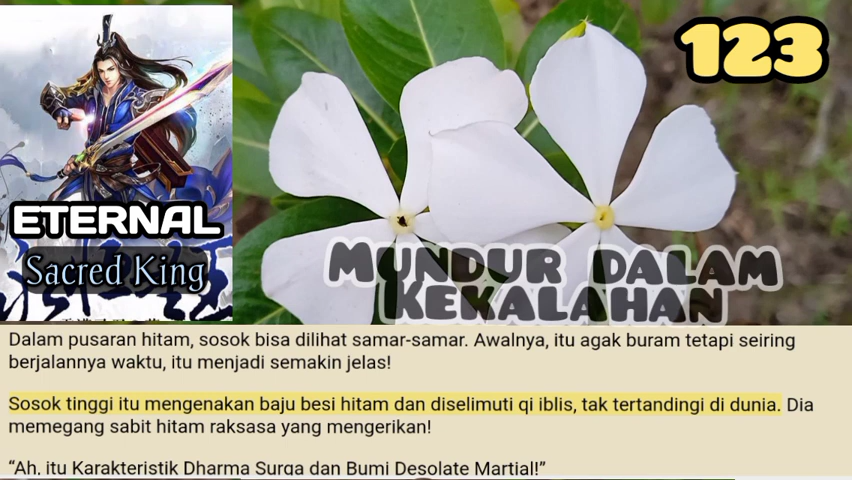 123
ETERNAL
Sacred King
MUNDUR DALAM
KEKALAHAN
Dalam pusaran hitam, sosok bisa dilihat samar-samar. Awalnya, itu agak buram tetapi seiring
berjalannya waktu, itu menjadi semakin jelas!
Sosok tinggi itu mengenakan baju besi hitam dan diselimuti qi iblis, tak tertandingi di dunia. Dia
memegang sabit hitam raksasa yang mengerikan!
“Ah, itu Karakteristik Dharma Surga dan Bumi Desolate Martial!”